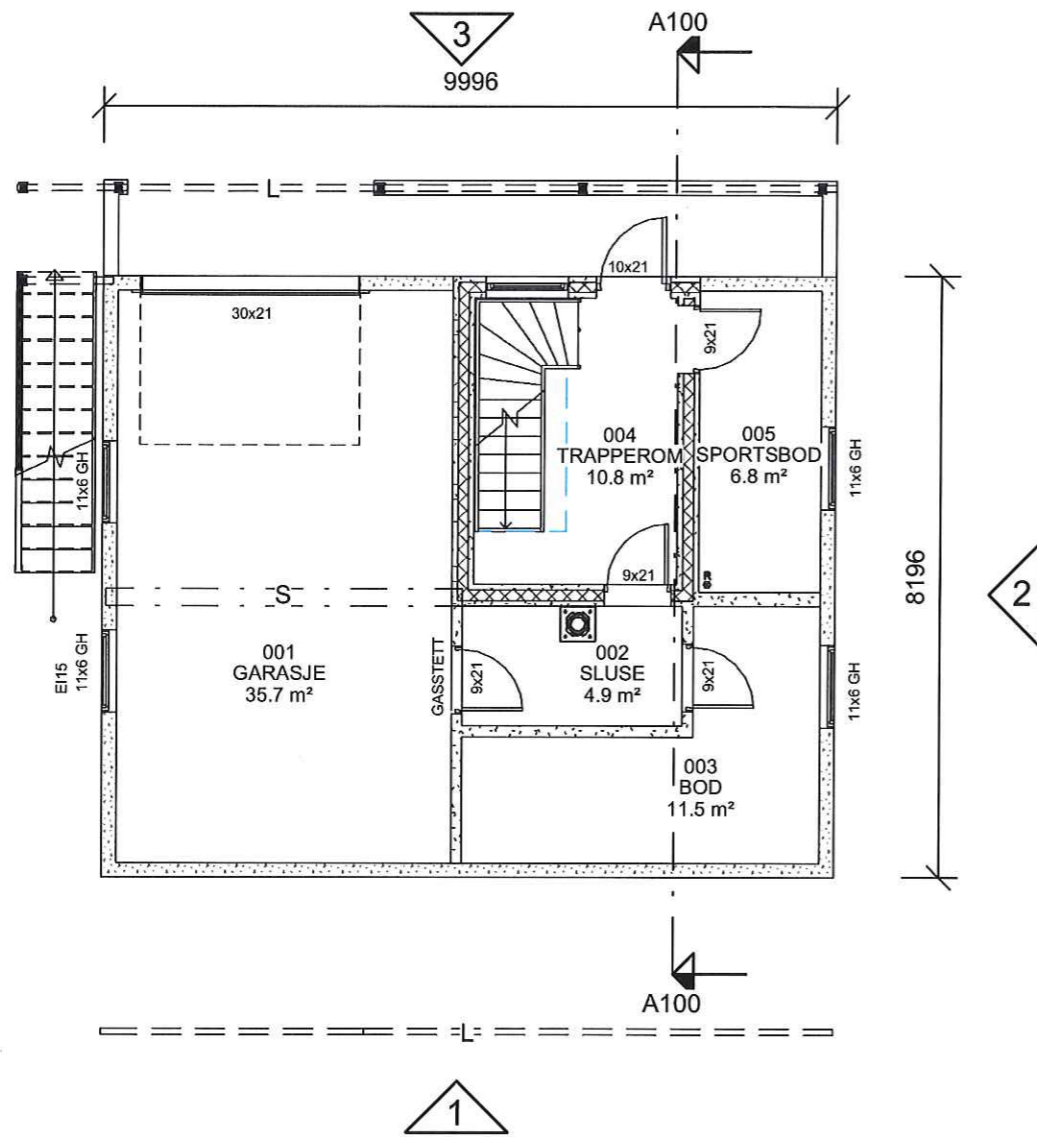 3
A100
9996
L
10x21
30x21
9x21
004
TRAPPEROM
10.8 m²
005
SPORTSBOD
6.8 m²
11x6 GH
11x6 GH
8196
2
S
9x21
001
GARASJE
35.7 m²
EI15
11x6 GH
GASSTETT
9x21
002
SLUSE
4.9 m²
9x21
11x6 GH
003
BOD
11.5 m²
A100
L
1